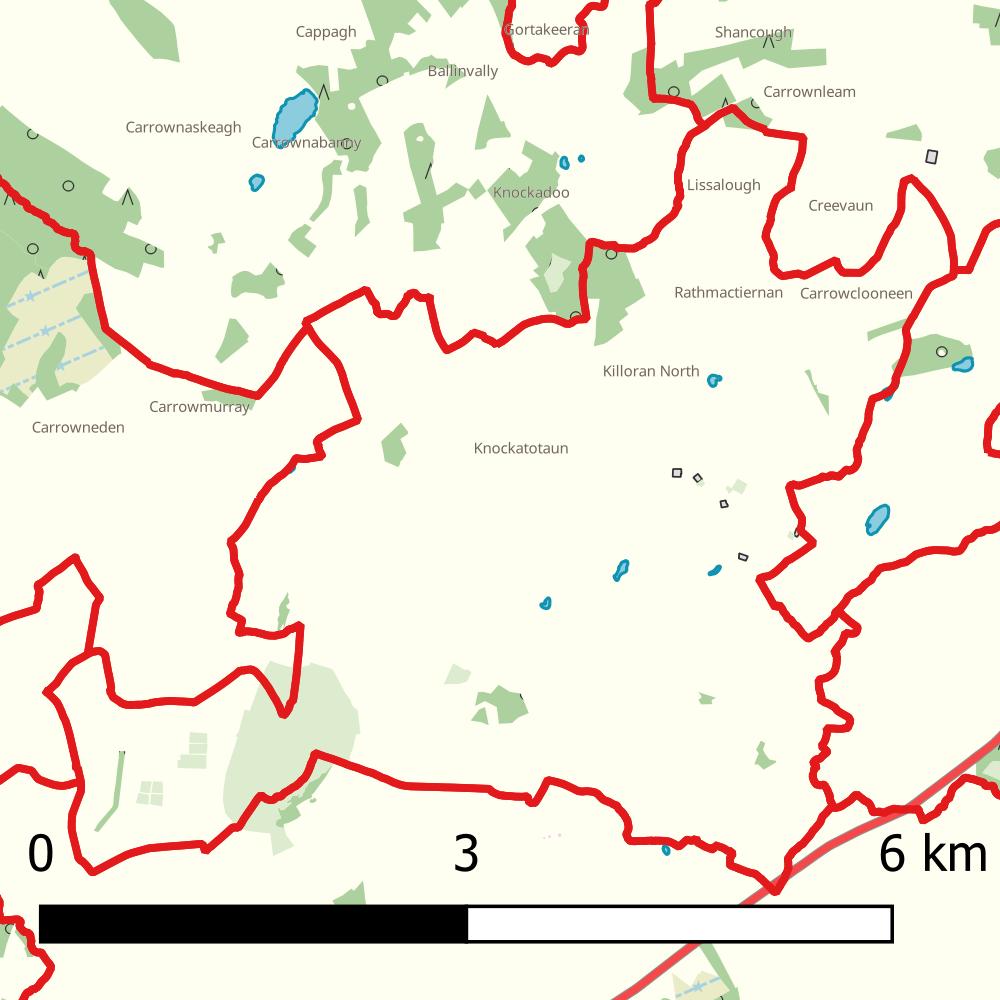 Cappagh
Gortakeeran
Shancough
Ballinvally
Carrownleam
Carrownaskeagh
Carrownabanny
Knockadoo
Lissalough
Creevaun
Rathmactiernan
Carrowclooneen
Killoran North
Carrowmurray
Carrowneden
Knockatotaun
0
3
6 km